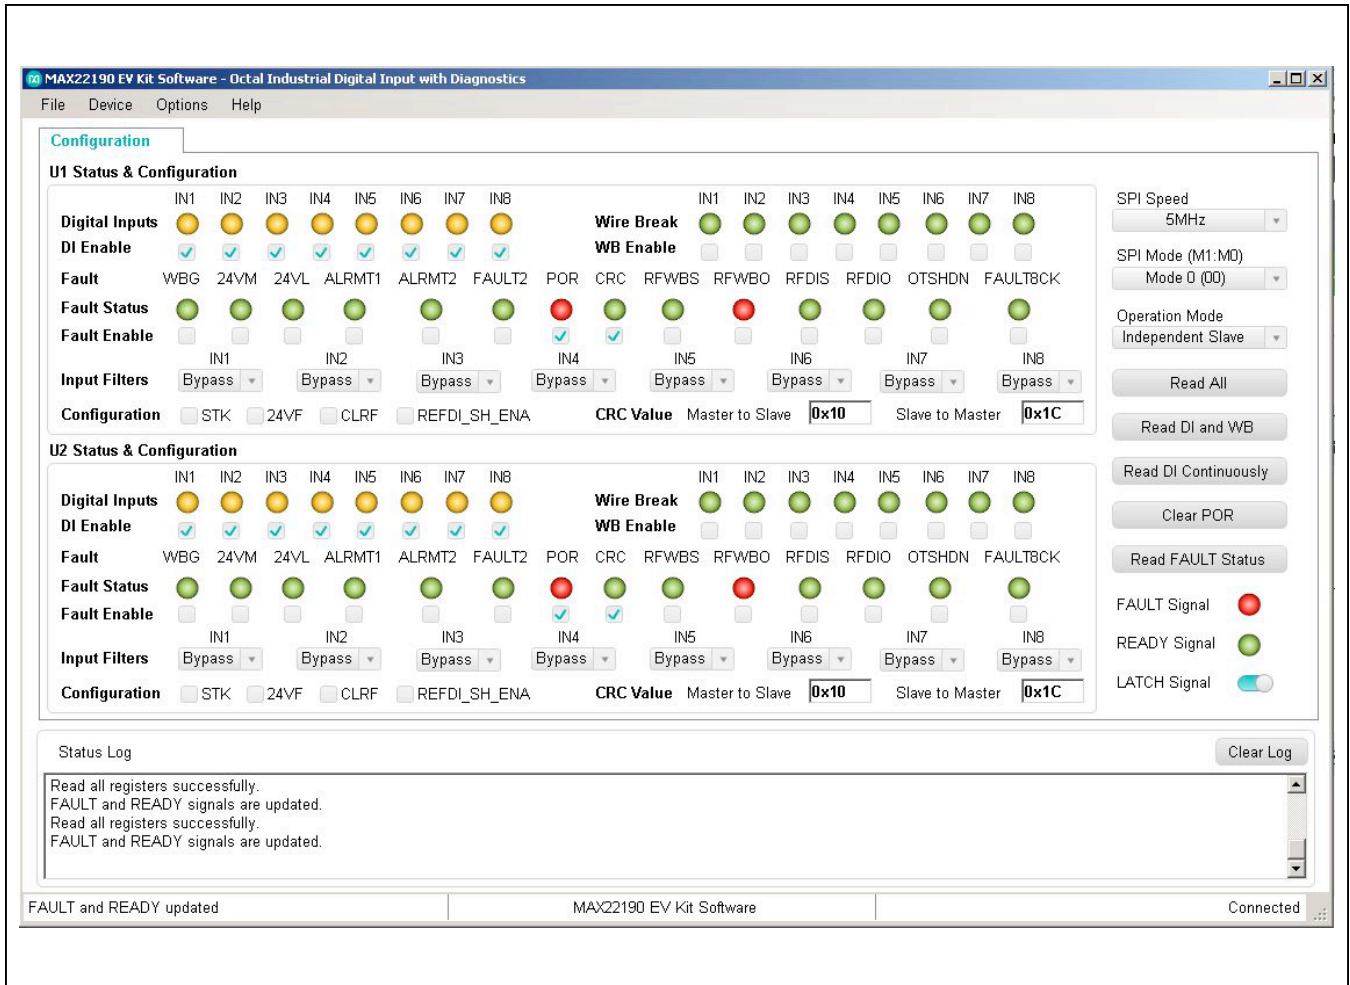 MAX22190 EV Kit Software - Octal Industrial Digital Input with Diagnostics
File Device Options Help
Configuration
U1 Status & Configuration
IN1 IN2 IN3 IN4 IN5 IN6 IN7 IN8 IN1 IN2 IN3 IN4 IN5 IN6 IN7 IN8
Digital Inputs Wire Break
DI Enable WB Enable
Fault WBG 24VM 24VL ALRMT1 ALRMT2 FAULT2 POR CRC RFWBS RFWBO RFDIS RFDIO OTSHDN FAULT8CK
Fault Status
Fault Enable
IN1 IN2 IN3 IN4 IN5 IN6 IN7 IN8
Input Filters Bypass Bypass Bypass Bypass Bypass Bypass Bypass Bypass
Configuration STK 24VF CLRF REFDI_SH_ENA CRC Value Master to Slave 0x10 Slave to Master 0x1C
U2 Status & Configuration
IN1 IN2 IN3 IN4 IN5 IN6 IN7 IN8 IN1 IN2 IN3 IN4 IN5 IN6 IN7 IN8
Digital Inputs Wire Break
DI Enable WB Enable
Fault WBG 24VM 24VL ALRMT1 ALRMT2 FAULT2 POR CRC RFWBS RFWBO RFDIS RFDIO OTSHDN FAULT8CK
Fault Status
Fault Enable
IN1 IN2 IN3 IN4 IN5 IN6 IN7 IN8
Input Filters Bypass Bypass Bypass Bypass Bypass Bypass Bypass Bypass
Configuration STK 24VF CLRF REFDI_SH_ENA CRC Value Master to Slave 0x10 Slave to Master 0x1C
SPI Speed
5MHz
SPI Mode (M1:M0)
Mode 0 (00)
Operation Mode
Independent Slave
Read All
Read DI and WB
Read DI Continuously
Clear POR
Read FAULT Status
FAULT Signal
READY Signal
LATCH Signal
Status Log
Clear Log
Read all registers successfully.
FAULT and READY signals are updated.
Read all registers successfully.
FAULT and READY signals are updated.
FAULT and READY updated MAX22190 EV Kit Software Connected